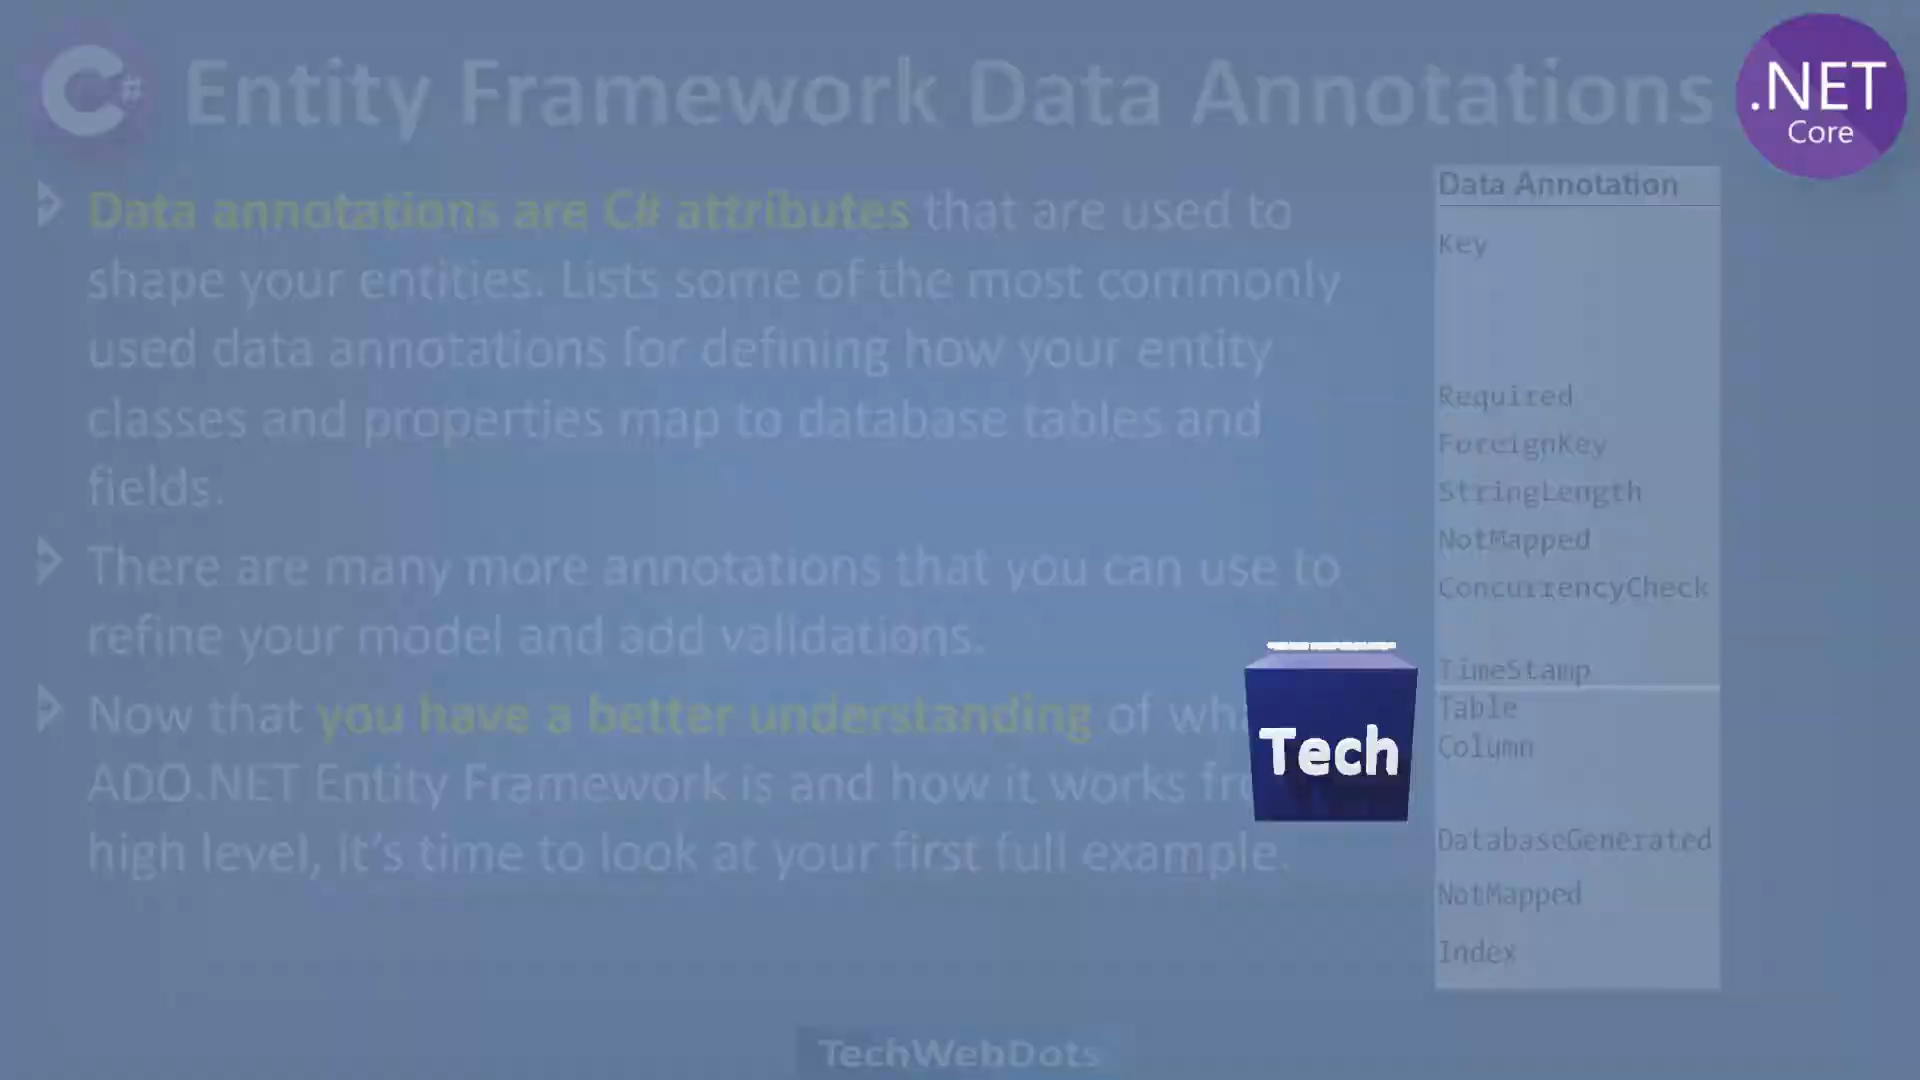 C# Entity Framework Data Annotations
.NET
Core
Data annotations are C# attributes that are used to
shape your entities. Lists some of the most commonly
used data annotations for defining how your entity
classes and properties map to database tables and
fields.
There are many more annotations that you can use to
refine your model and add validations.
Now that you have a better understanding of
ADO.NET Entity Framework is and how it works
high level, it's time to look at your first full example.
Data Annotation
Key
Required
ForeignKey
StringLength
NotMapped
ConcurrencyCheck
TimeStamp
Table
Column
DatabaseGenerated
NotMapped
Index
Tech
TechWebDots